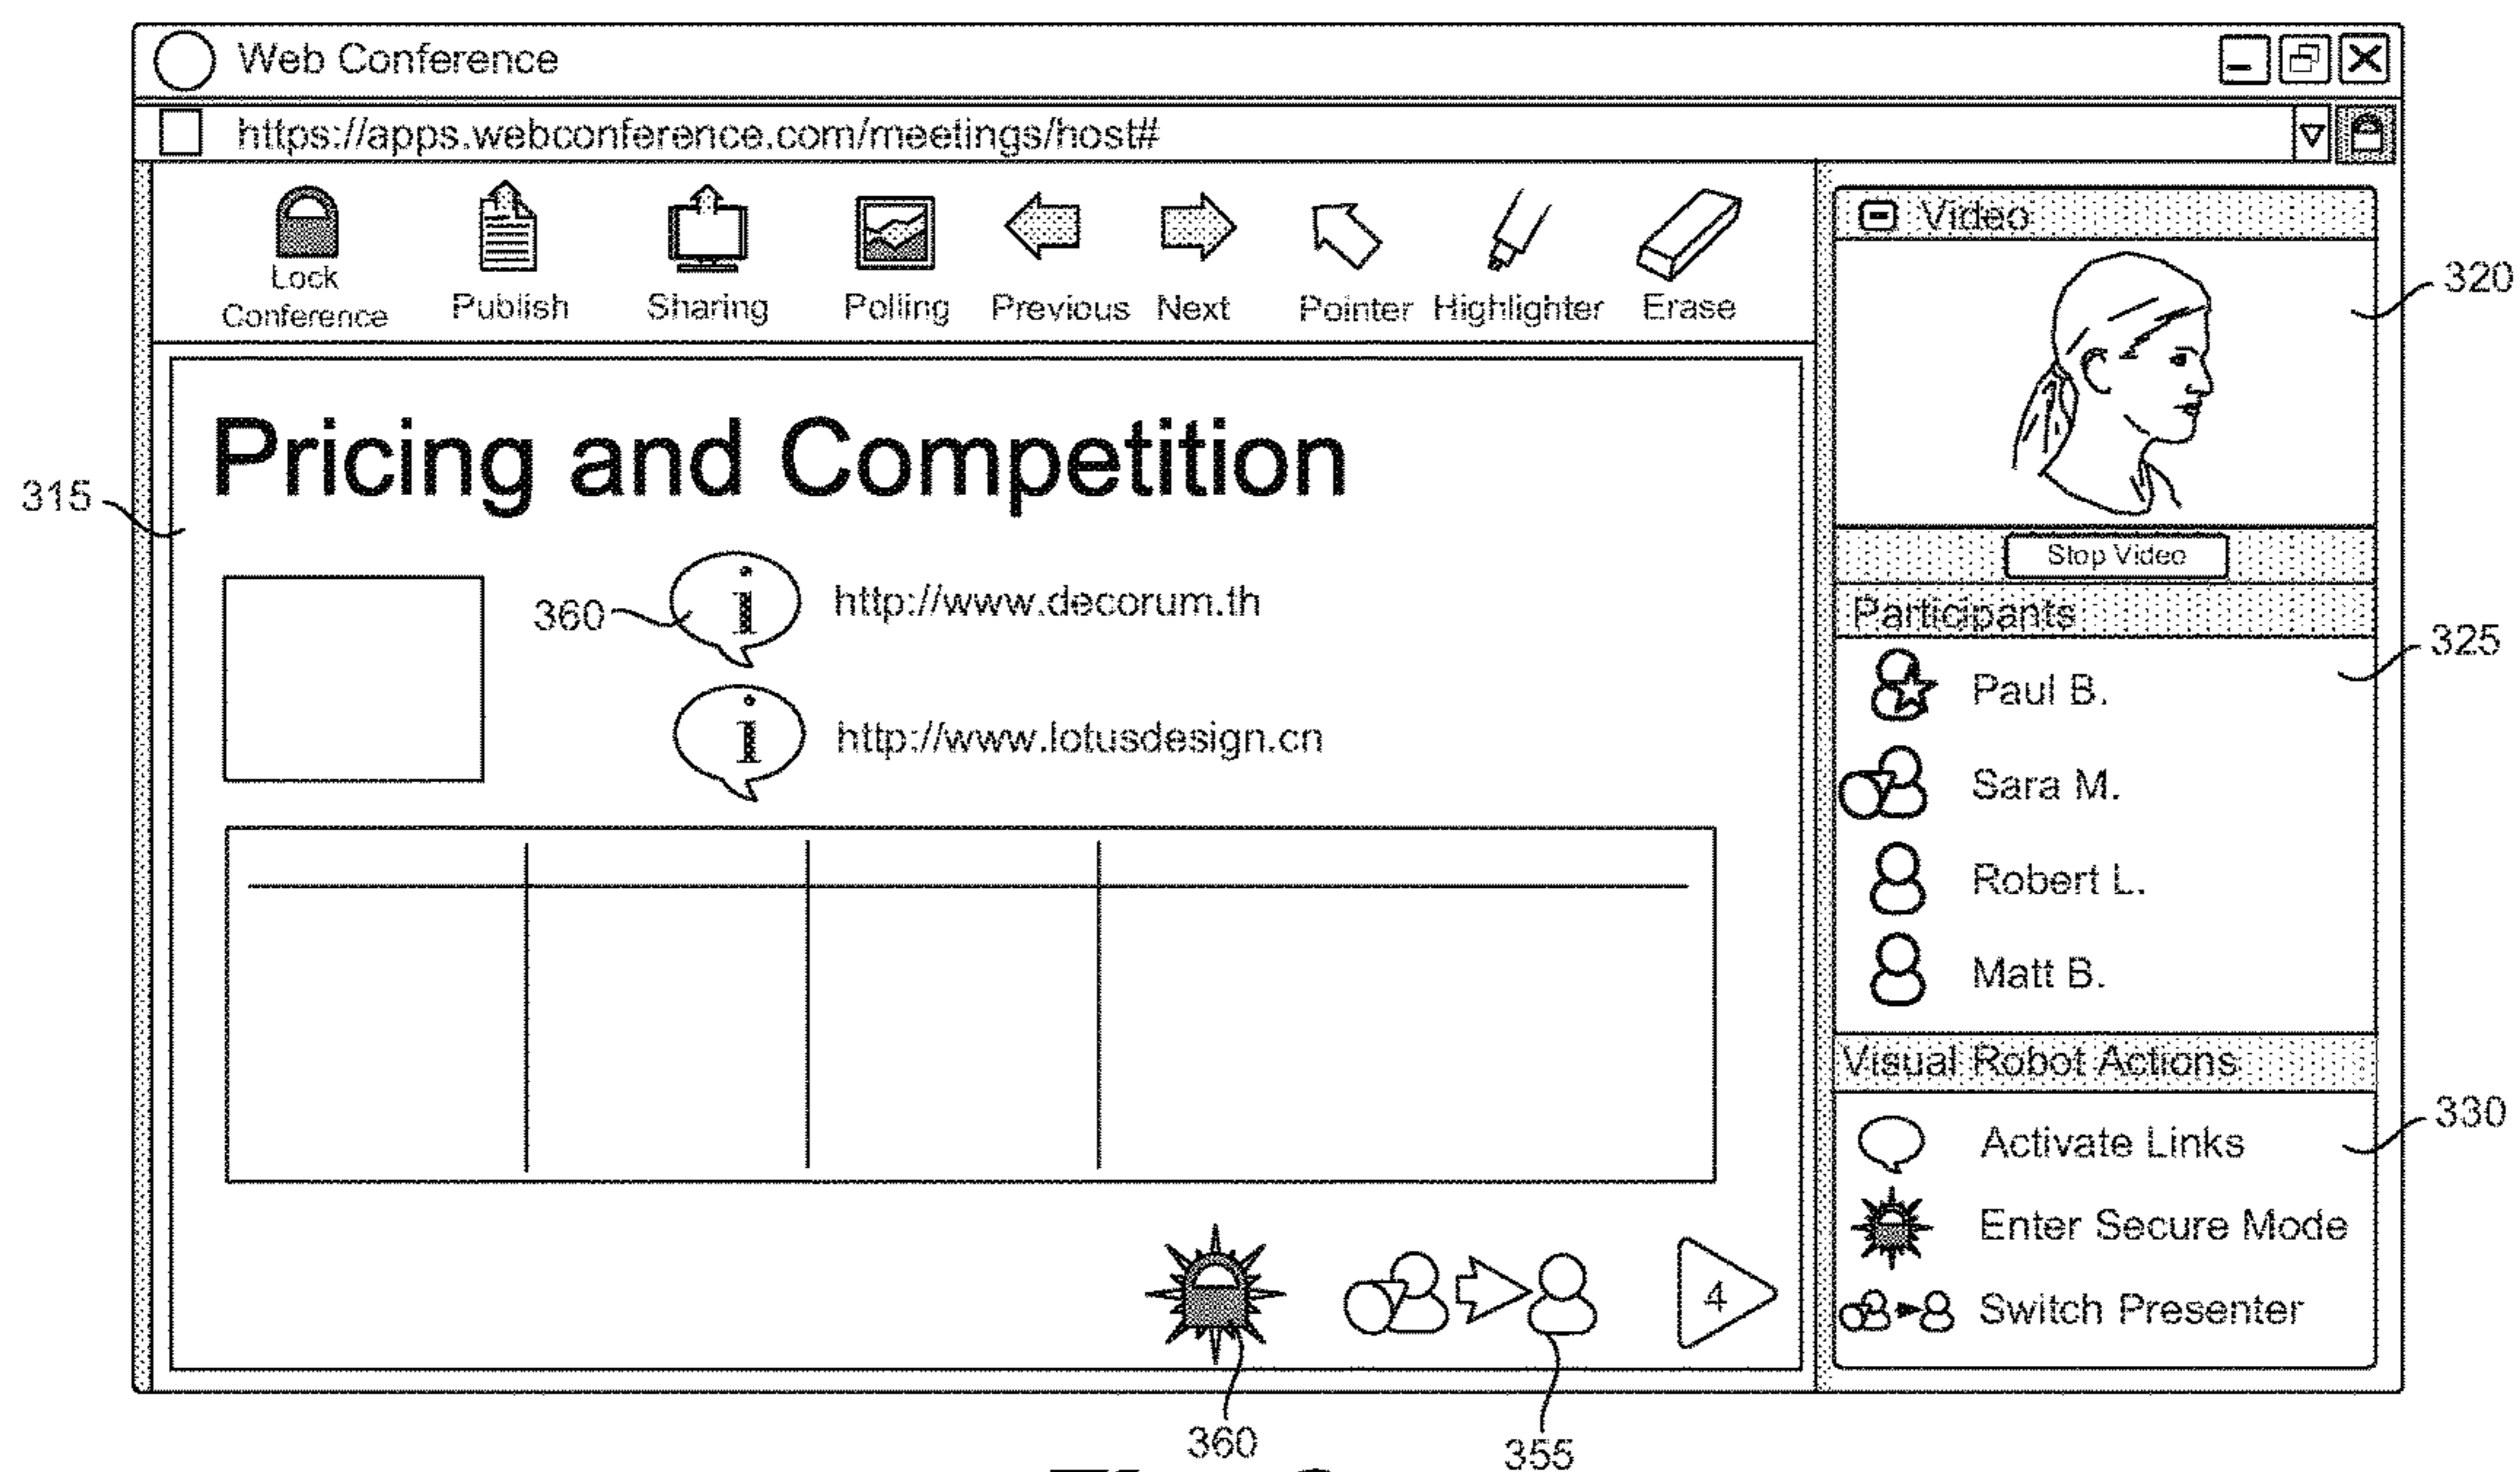 Web Conference
https://apps.webconference.com/meetings/host#
Lock
Conference
Publish
Sharing
Polling
Previous
Next
Pointer
Highlighter
Erase
Video
320
Pricing and Competition
315
Stop Video
360
i
http://www.decorum.th
Participants
325
Paul B.
i
http://www.lotusdesign.cn
Sara M.
Robert L.
Matt B.
Visual Robot Actions
330
Activate Links
Enter Secure Mode
4
Switch Presenter
360
355